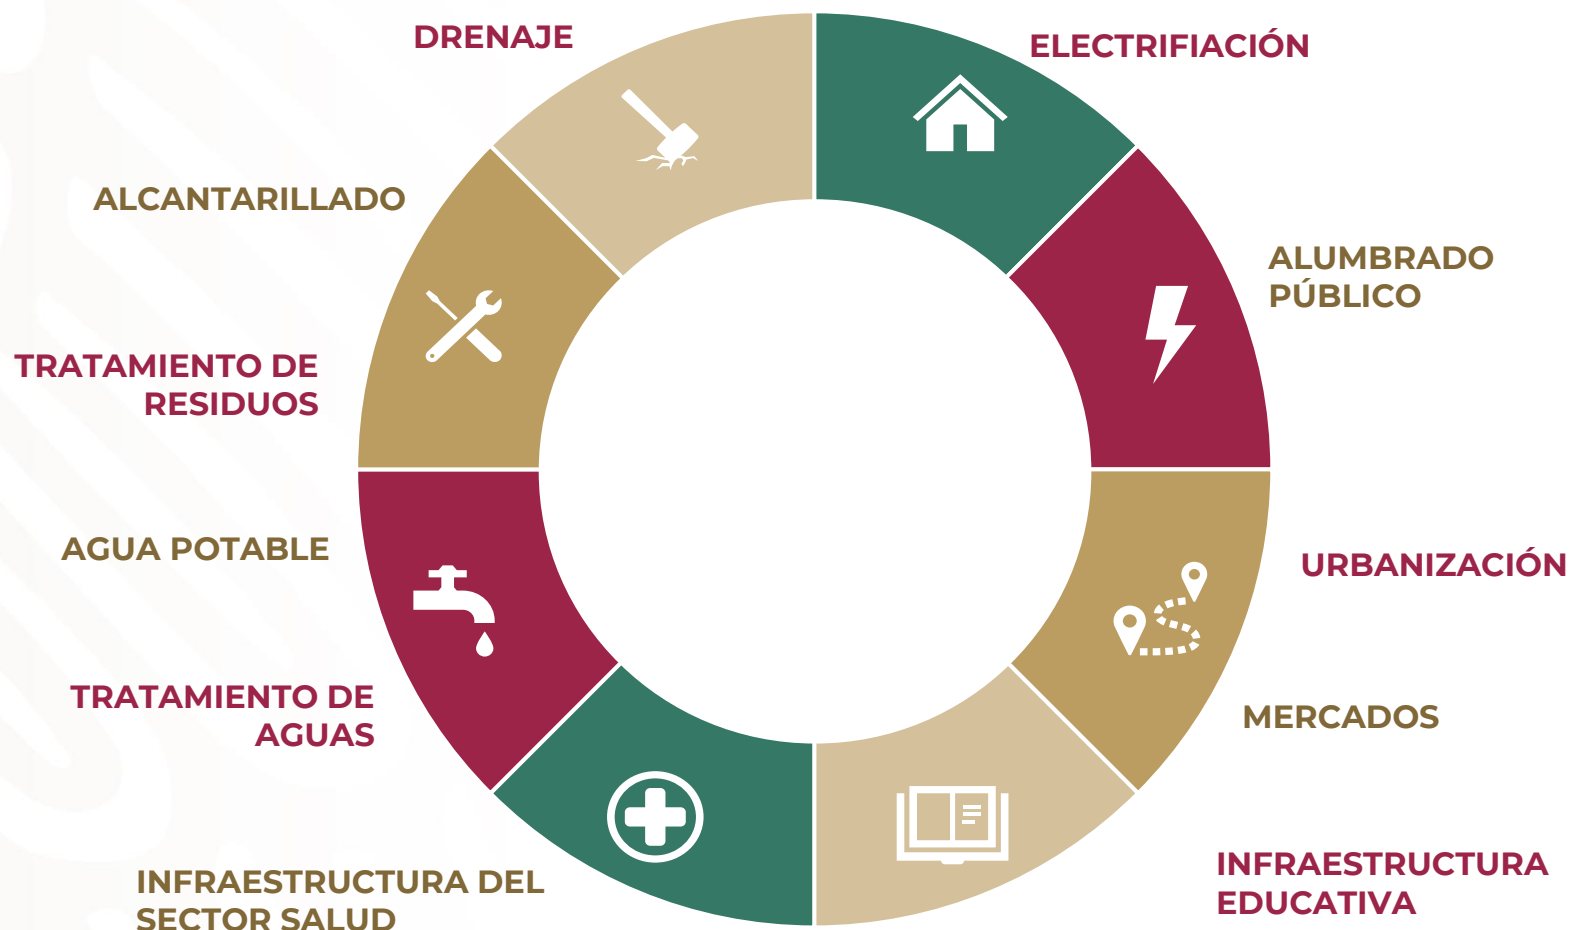 DRENAJE
ELECTRIFIACIÓN
ALCANTARILLADO
ALUMBRADO
PÚBLICO
TRATAMIENTO DE
RESIDUOS
AGUA POTABLE
URBANIZACIÓN
TRATAMIENTO DE
AGUAS
MERCADOS
INFRAESTRUCTURA DEL
SECTOR SALUD
INFRAESTRUCTURA
EDUCATIVA